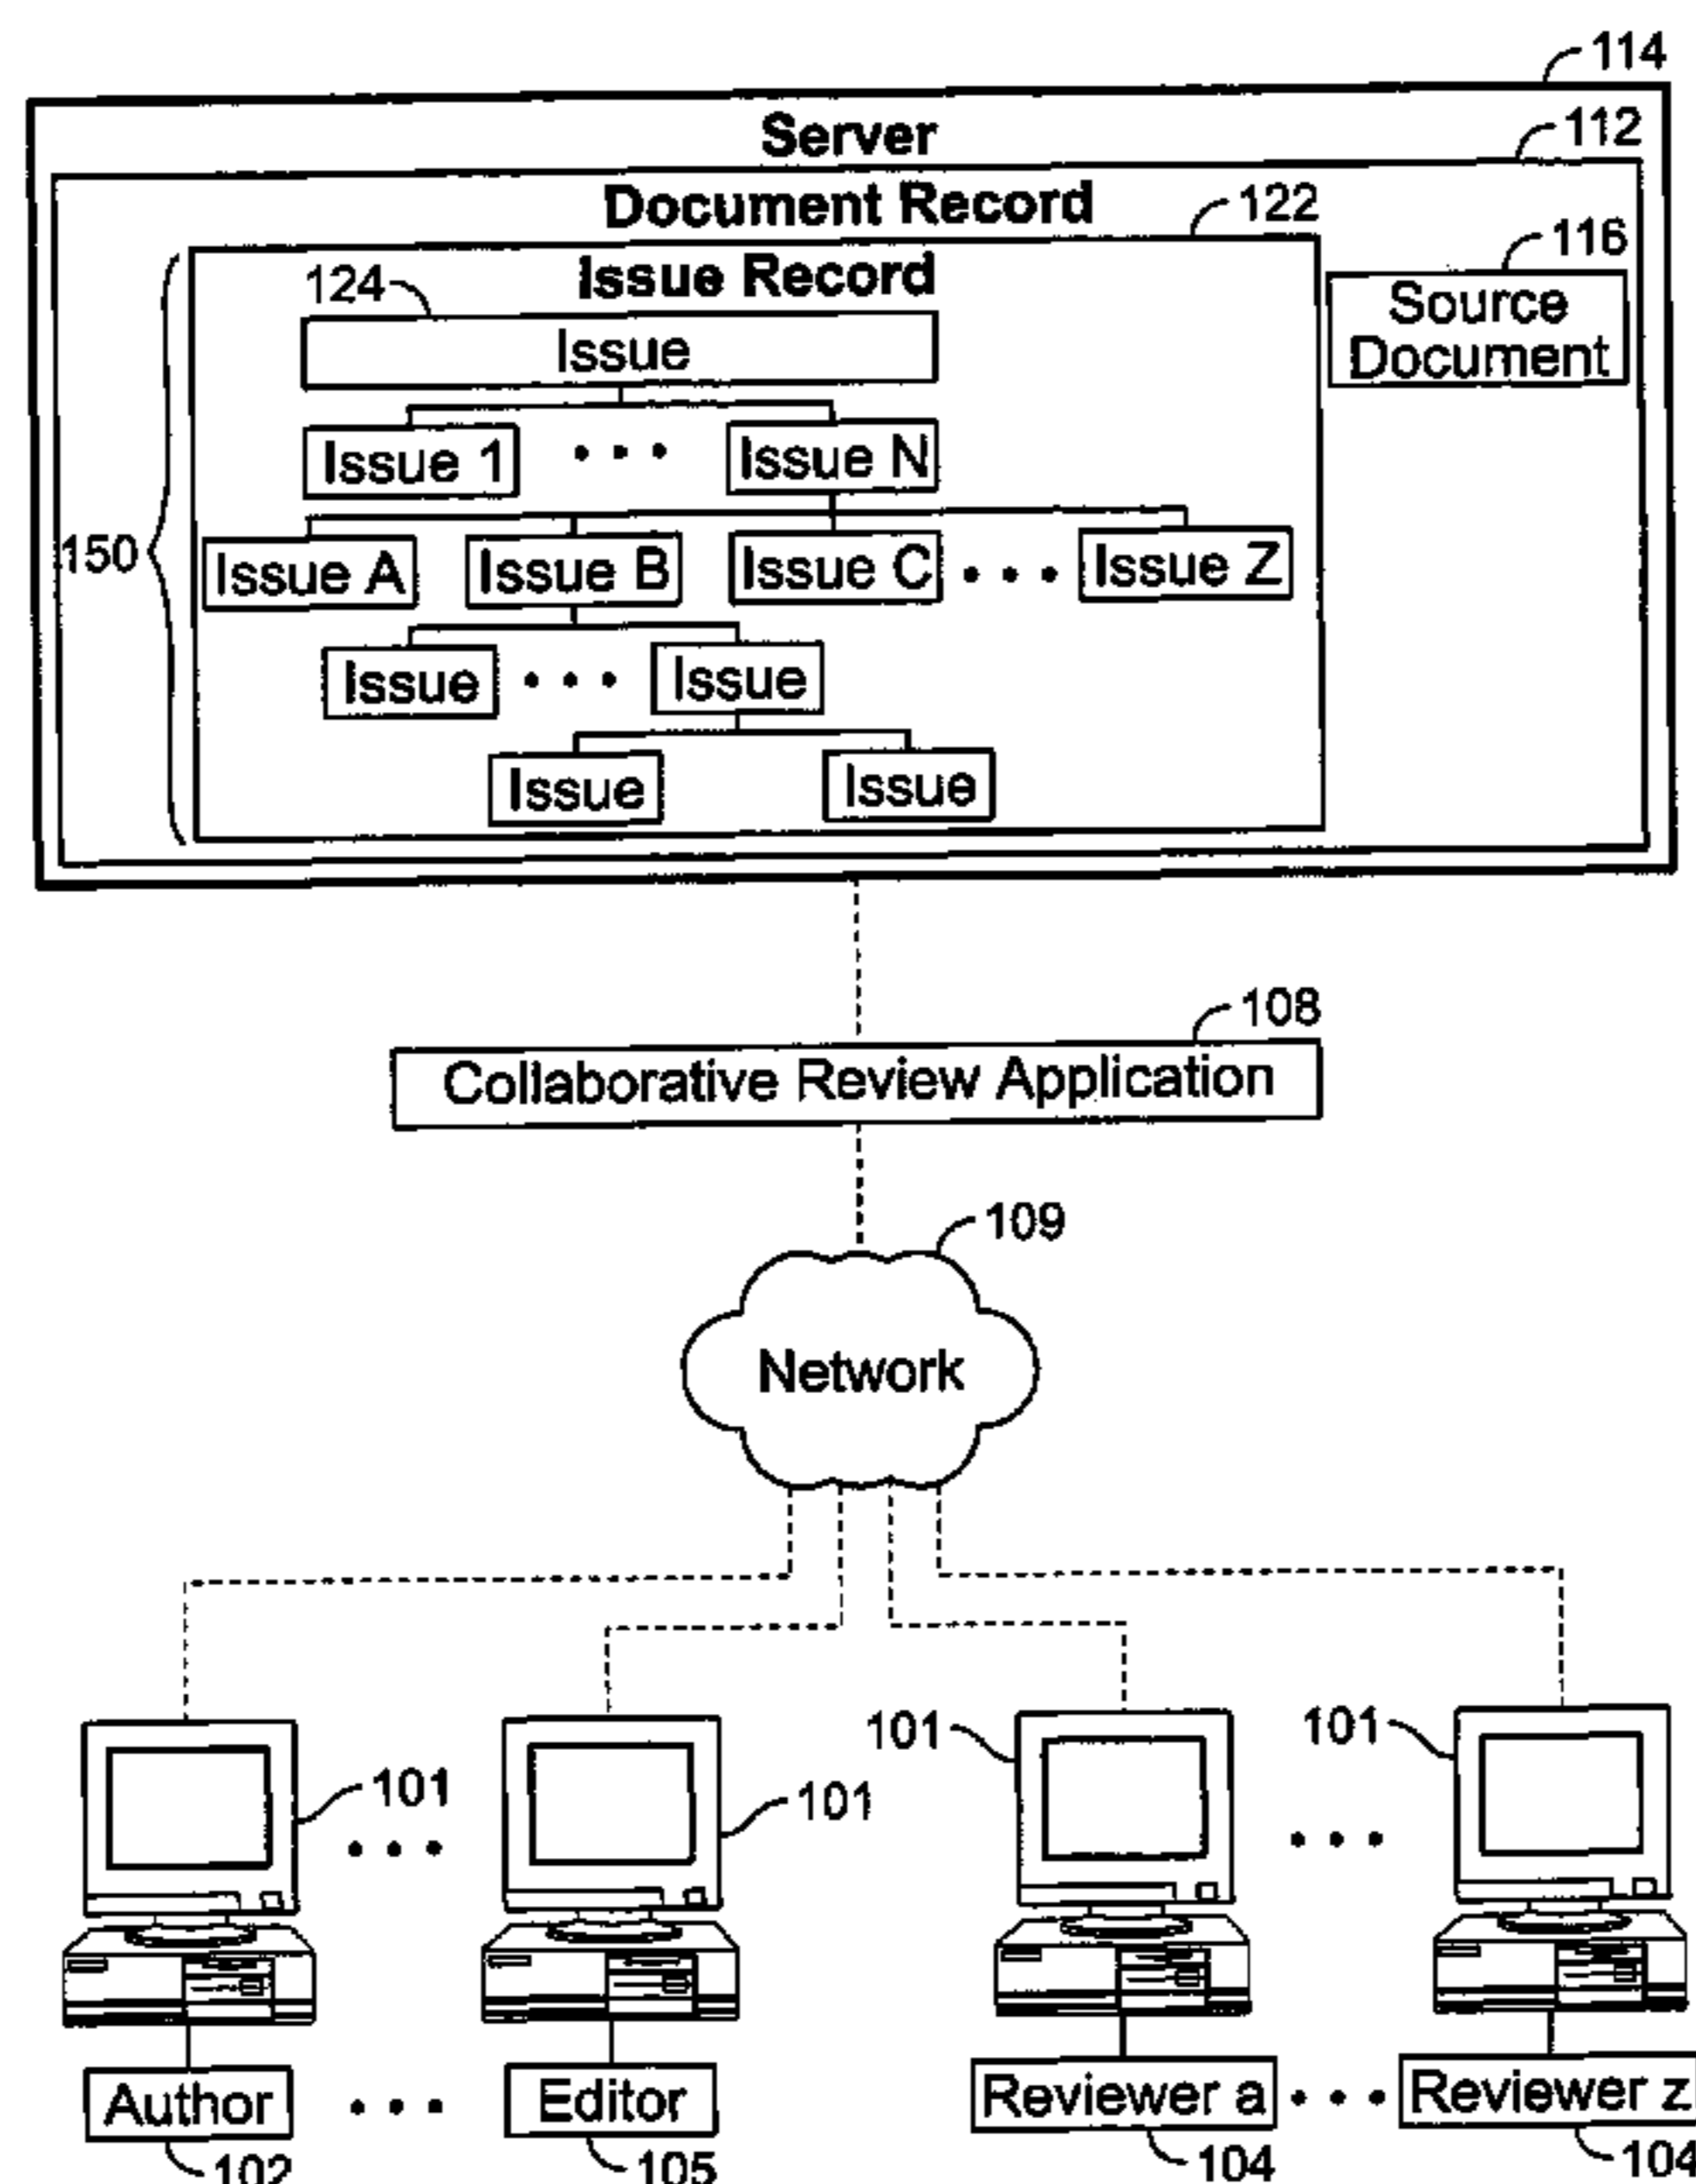 114
Server
112
Document Record
122
116
Issue Record
Source
Document
124
Issue
Issue 1 • • • Issue N
150
Issue A Issue B Issue C • • • Issue Z
Issue • • • Issue
Issue Issue
108
Collaborative Review Application
109
Network
101 101
101 • • • 101 • • •
Author • • • Editor Reviewer a • • • Reviewer z
102 105 104 104